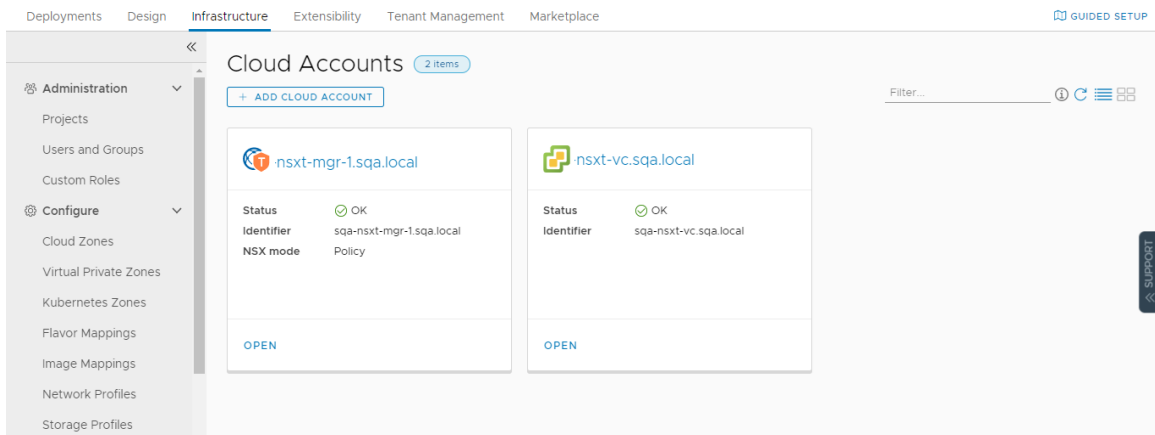 Deployments Design Infrastructure Extensibility Tenant Management Marketplace GUIDED SETUP
Administration
Projects
Users and Groups
Custom Roles
Configure
Cloud Zones
Virtual Private Zones
Kubernetes Zones
Flavor Mappings
Image Mappings
Network Profiles
Storage Profiles
Cloud Accounts 2 items
+ ADD CLOUD ACCOUNT
Filter...
nsxt-mgr-1.sqa.local
Status OK
Identifier sqa-nsxt-mgr-1.sqa.local
NSX mode Policy
OPEN
nsxt-vc.sqa.local
Status OK
Identifier sqa-nsxt-vc.sqa.local
OPEN
SUPPORT